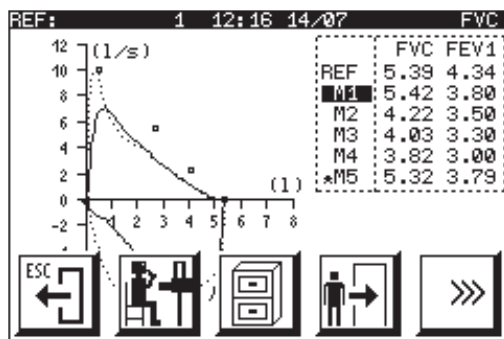 REF: 1 12:16 14/07 FVC
12 (l/s)
10
8
6
4
2
0
-2
-4
1 2 3 4 5 6 7 8
(l)
FVC FEV1
REF 5.39 4.34
M1 5.42 3.80
M2 4.22 3.50
M3 4.03 3.30
M4 3.82 3.00
*M5 5.32 3.79
ESC
>>>